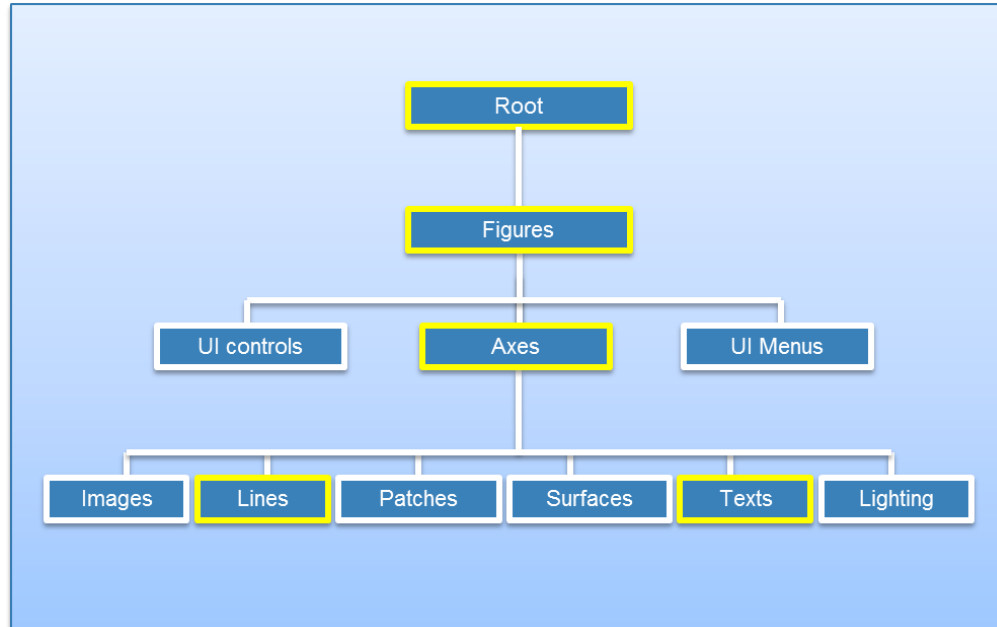 Root
Figures
UI controls
Axes
UI Menus
Images
Lines
Patches
Surfaces
Texts
Lighting